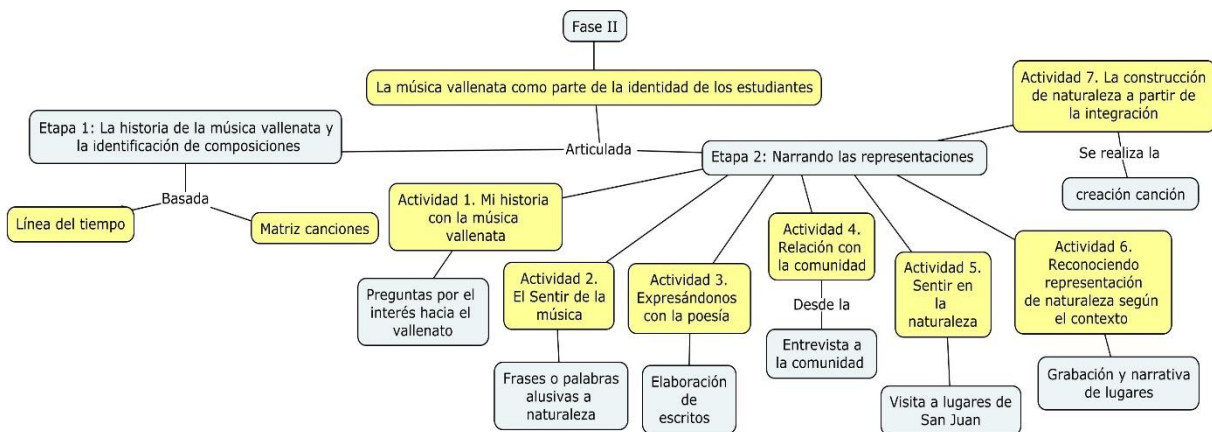 Fase II
La música vallenata como parte de la identidad de los estudiantes
Articulada
Etapa 1: La historia de la música vallenata y
la identificación de composiciones
Basada
Línea del tiempo
Matriz canciones
Etapa 2: Narrando las representaciones
Actividad 1. Mi historia
con la música
vallenata
Preguntas por el
interés hacia el
vallenato
Actividad 2.
El Sentir de la
música
Frases o palabras
alusivas a
naturaleza
Actividad 3.
Expresándonos
con la poesía
Elaboración
de
escritos
Actividad 4.
Relación con
la comunidad
Desde la
Entrevista a
la comunidad
Actividad 5.
Sentir en
la
naturaleza
Visita a lugares de
San Juan
Actividad 6.
Reconociendo
representación
de naturaleza según
el contexto
Grabación y narrativa
de lugares
Actividad 7. La construcción
de naturaleza a partir de
la integración
Se realiza la
creación canción